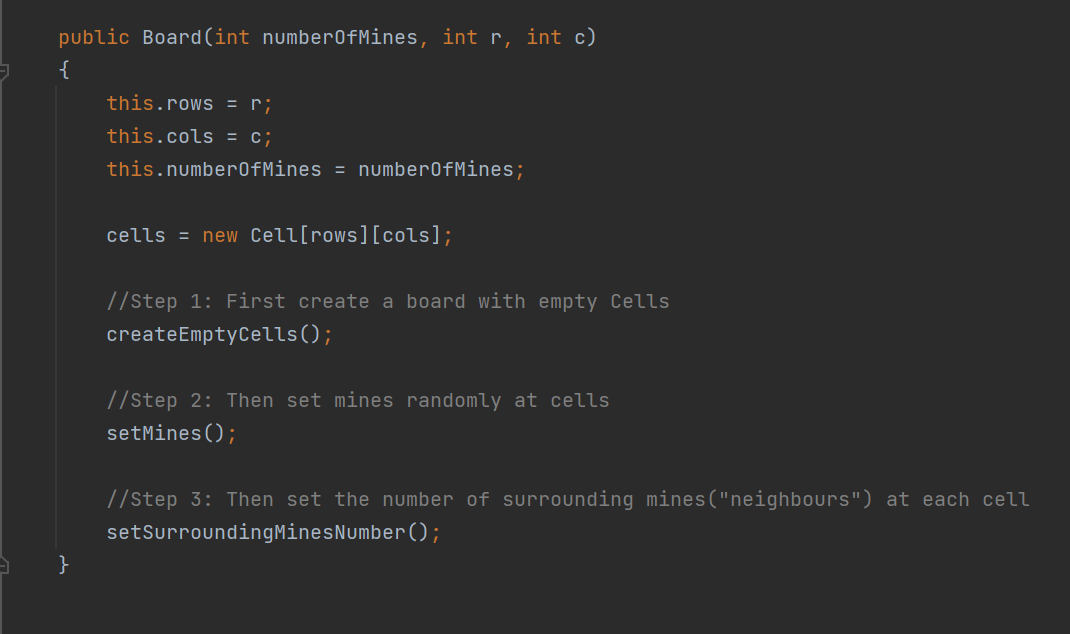 public Board(int numberOfMines, int r, int c)
{
this.rows = r;
this.cols = c;
this.numberOfMines = numberOfMines;
cells = new Cell[rows][cols];
//Step 1: First create a board with empty Cells
createEmptyCells();
//Step 2: Then set mines randomly at cells
setMines();
//Step 3: Then set the number of surrounding mines("neighbours") at each cell
setSurroundingMinesNumber();
}